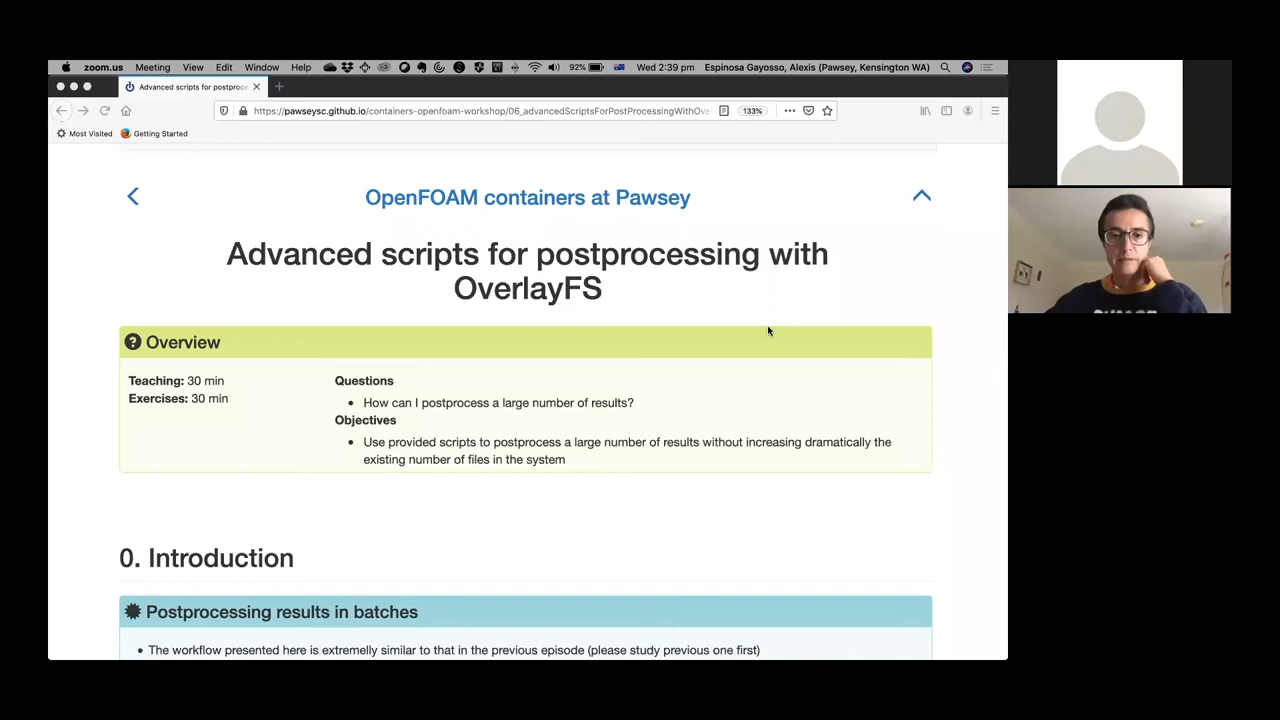 zoom.us Meeting View Edit Window Help 92% Wed 2:39 pm Espinosa Gayosso, Alexis (Pawsey, Kensington WA)
Advanced scripts for postproce
https://pawseysc.github.io/containers-openfoam-workshop/06_advancedScriptsForPostProcessingWithOve 133%
Most Visited Getting Started
OpenFOAM containers at Pawsey
Advanced scripts for postprocessing with
OverlayFS
Overview
Teaching: 30 min
Exercises: 30 min
Questions
How can I postprocess a large number of results?
Objectives
Use provided scripts to postprocess a large number of results without increasing dramatically the
existing number of files in the system
0. Introduction
Postprocessing results in batches
The workflow presented here is extremelly similar to that in the previous episode (please study previous one first)